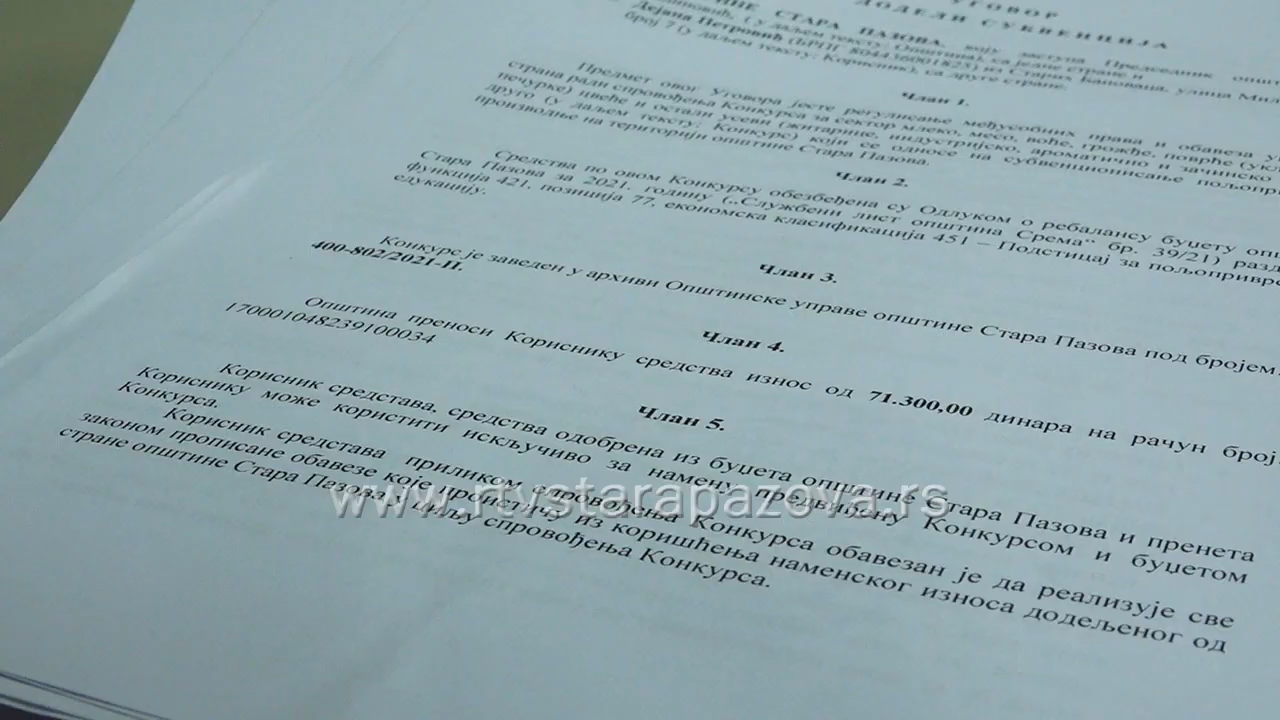 УГОВОР
ДОДЕЛИ СУБВЕНЦИЈА
СТАРА ПАЗОВА, коју заступа Председник
(у даљем тексту: Општина), са једне стране и
Дејана Петровић (БРПГ 804436001823) из Старих Бановаца, улица
број 7 (у даљем тексту: Корисник), са друге стране.
Члан 1.
Предмет овог Уговора јесте регулисање међусобних права и обавеза
страна ради спровођења Конкурса за сектор млеко, месо, воће, грожђе, поврће
печурке) цвеће и остали усеви (житарице, индустријско, ароматично и зачинско
друго (у даљем тексту: Конкурс) који се односе на субвенционисање
производње на територији општине Стара Пазова.
Члан 2.
Средства по овом Конкурсу обезбеђена су Одлуком о ребалансу буџету
Стара Пазова за 2021. годину („Службени лист општина Срема“ бр. 39/21)
функција 421, позиција 77, економска класификација 451 – Подстицај за
едукацију.
Члан 3.
Конкурс је заведен у архиви Општинске управе општине Стара Пазова под бројем:
400-802/2021-II.
Члан 4.
Општина преноси Кориснику средства износ од 71.300,00 динара на рачун број:
170001048239100034
Члан 5.
Корисник средстава, средства одобрена из буџета општине Стара Пазова и пренета
Кориснику може користити искључиво за намену предвиђену Конкурсом и буџетом
Конкурса.
Корисник средстава приликом спровођења Конкурса обавезан је да реализује све
законом прописане обавезе које проистичу из коришћења наменског износа додељеног од
стране општине Стара Пазова у циљу спровођења Конкурса.
www.rtvstarapazova.rs